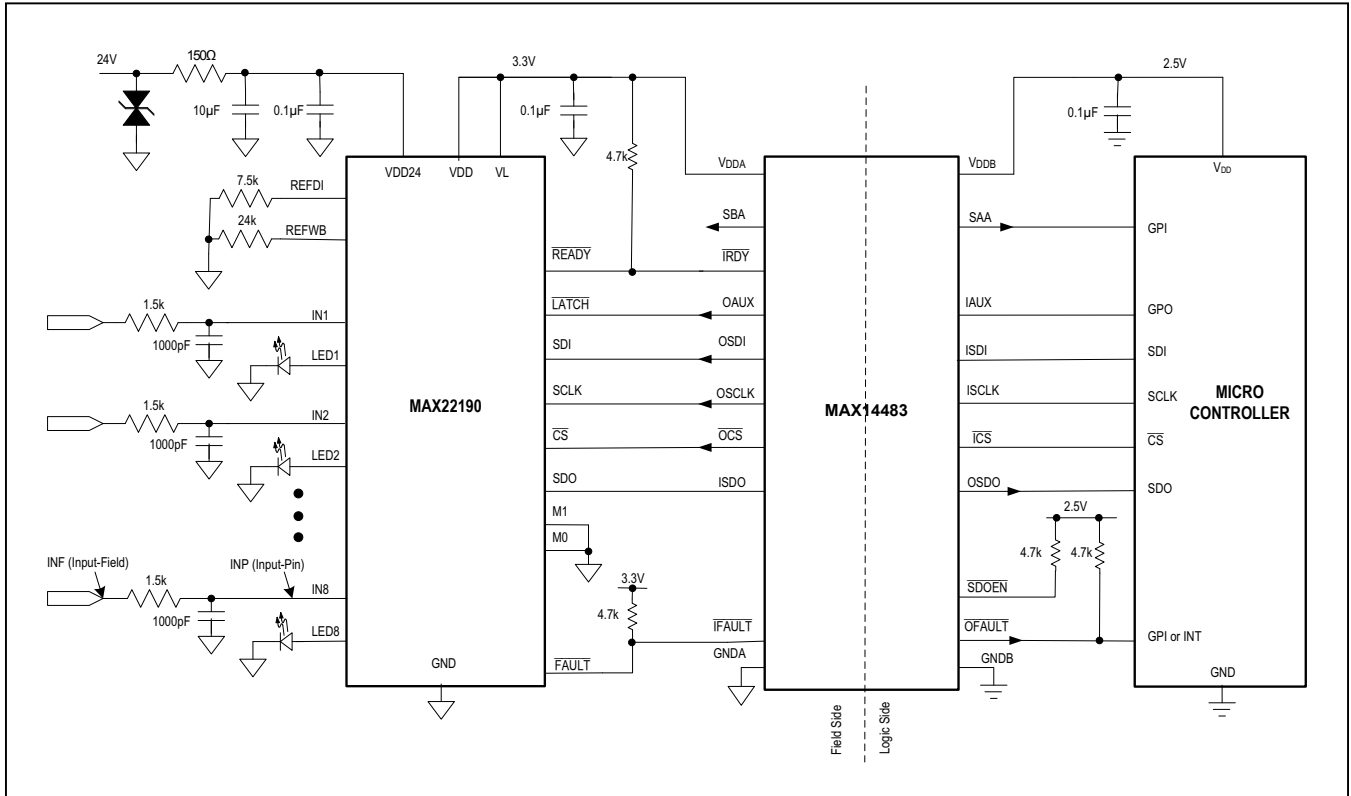 24V
150Ω
10µF
0.1µF
3.3V
0.1µF
4.7k
2.5V
0.1µF
VDD24
VDD
VL
VDDA
VDDB
VDD
7.5k
REFDI
24k
REFWB
SBA
SAA
GPI
READY
IRDY
1.5k
IN1
1000pF
LED1
LATCH
OAUX
IAUX
GPO
SDI
OSDI
ISDI
SDI
MAX22190
MAX14483
MICRO
CONTROLLER
SCLK
OSCLK
ISCLK
SCLK
1.5k
IN2
1000pF
LED2
CS
OCS
ICS
CS
SDO
ISDO
OSDO
SDO
M1
M0
2.5V
4.7k
4.7k
INF (Input-Field)
INP (Input-Pin)
1.5k
IN8
1000pF
LED8
3.3V
4.7k
SDOEN
IFAULT
OFAULT
GPI or INT
GNDA
GNDB
GND
FAULT
GND
Field Side
Logic Side